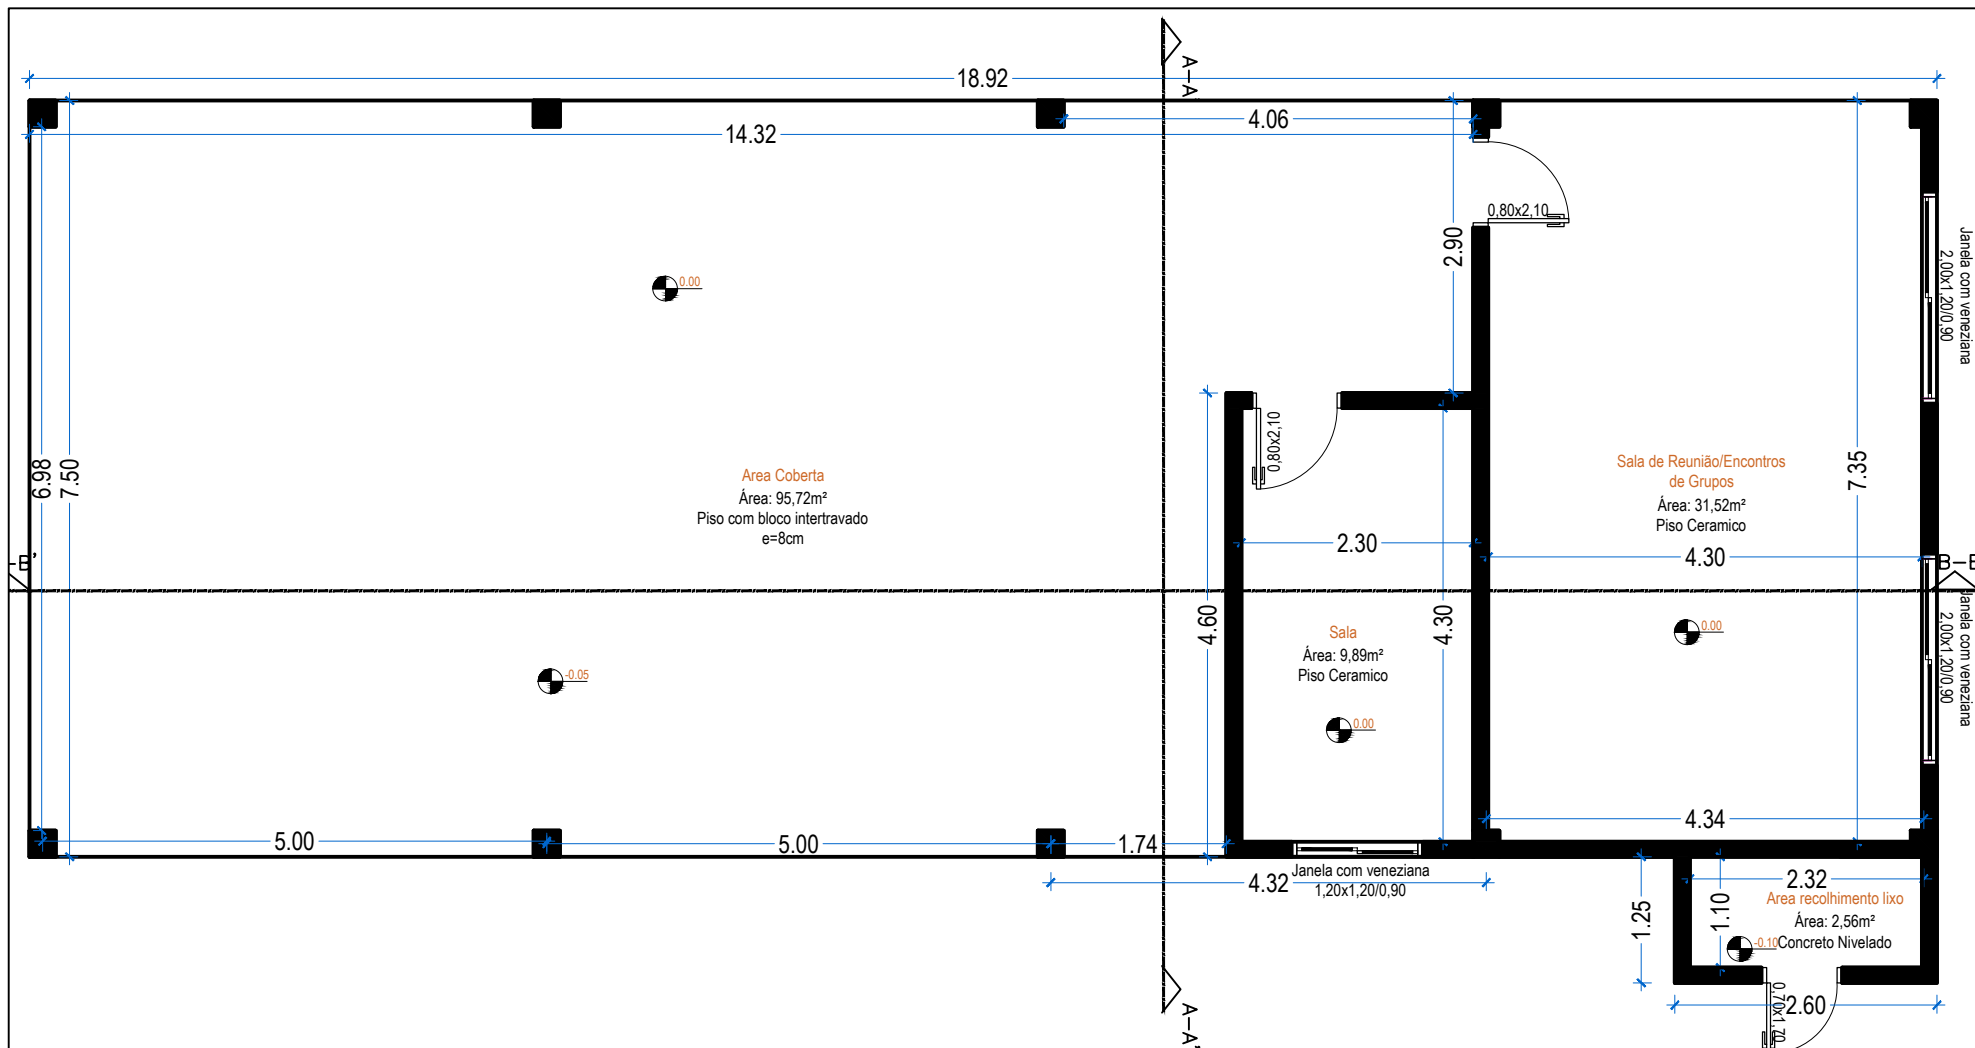 A-A
18.92
4.06
14.32
0,80x2,10
Janela com veneziana
2,00x1,20/0,90
2.90
0.00
0,80x2,10
6.98
7.50
Area Coberta
Área: 95,72m²
Piso com bloco intertravado
e=8cm
Sala de Reunião/Encontros
de Grupos
Área: 31,52m²
Piso Ceramico
7.35
2.30
4.30
-B'
B-B
Janela com veneziana
2,00x1,20/0,90
4.60
4.30
Sala
Área: 9,89m²
Piso Ceramico
0.00
0.00
-0.05
5.00
5.00
1.74
4.34
4.32
Janela com veneziana
1,20x1,20/0,90
2.32
Area recolhimento lixo
Área: 2,56m²
Concreto Nivelado
-0.10
1.25
1.10
0,70x1,70
2.60
A-A'